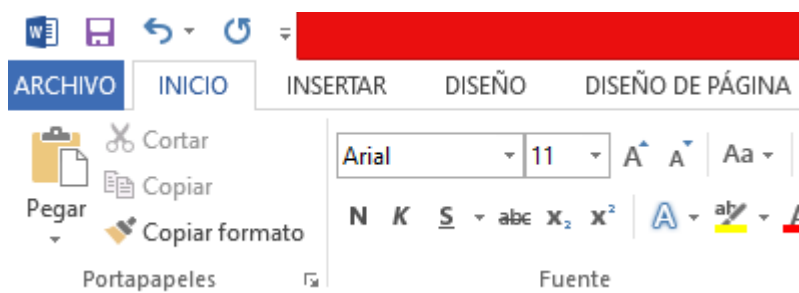 ARCHIVO INICIO INSERTAR DISEÑO DISEÑO DE PÁGINA
Cortar
Copiar
Pegar
Copiar formato
Portapapeles
Arial 11 A A Aa
N K S abc X₂ X² A ab A
Fuente